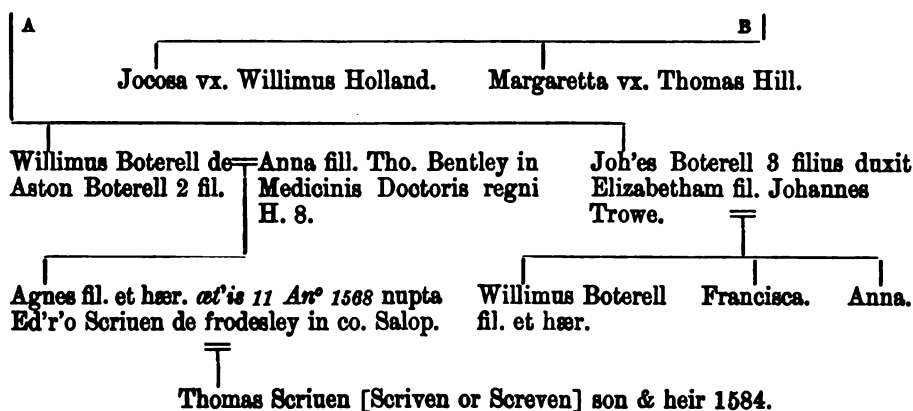 A B
Jocosa vx. Willimus Holland. Margaretta vx. Thomas Hill.
Willimus Boterell de
Aston Boterell 2 fil.
Anna fill. Tho. Bentley in
Medicinis Doctoris regni
H. 8.
Joh'es Boterell 3 filius duxit
Elizabetham fil. Johannes
Trowe.
Agnes fil. et hær. æt'is 11 Anº 1568 nupta
Ed'r'o Scriuen de frodesley in co. Salop.
Willimus Boterell
fil. et hær.
Francisca. Anna.
Thomas Scriuen [Scriven or Screven] son & heir 1584.